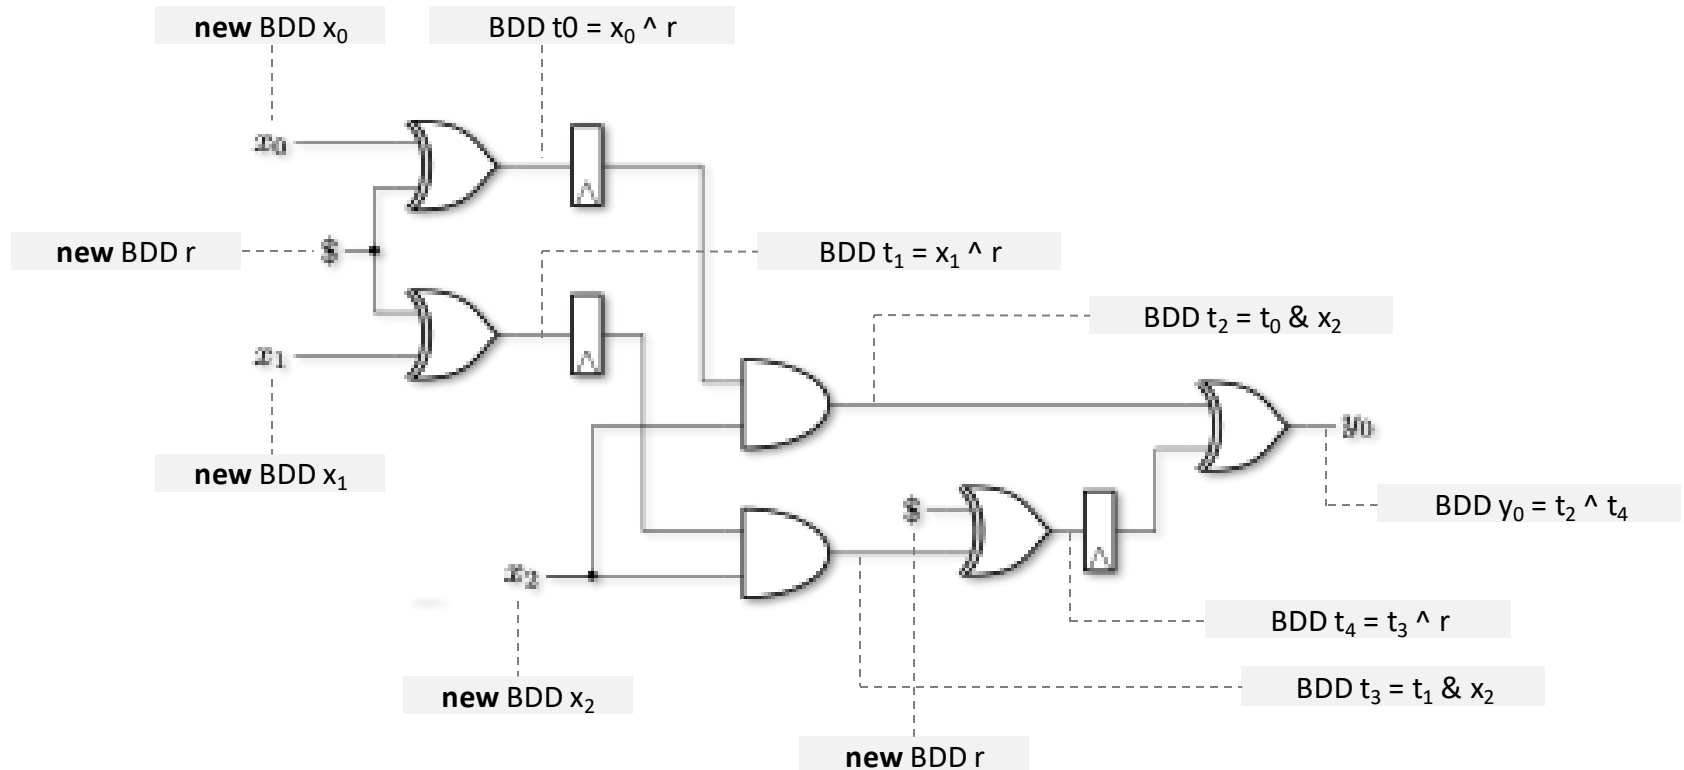 new BDD x₀
BDD t0 = x₀ ^ r
x₀
new BDD r
$
BDD t₁ = x₁ ^ r
x₁
BDD t₂ = t₀ & x₂
new BDD x₁
y₀
BDD y₀ = t₂ ^ t₄
$
x₂
BDD t₄ = t₃ ^ r
new BDD x₂
BDD t₃ = t₁ & x₂
new BDD r